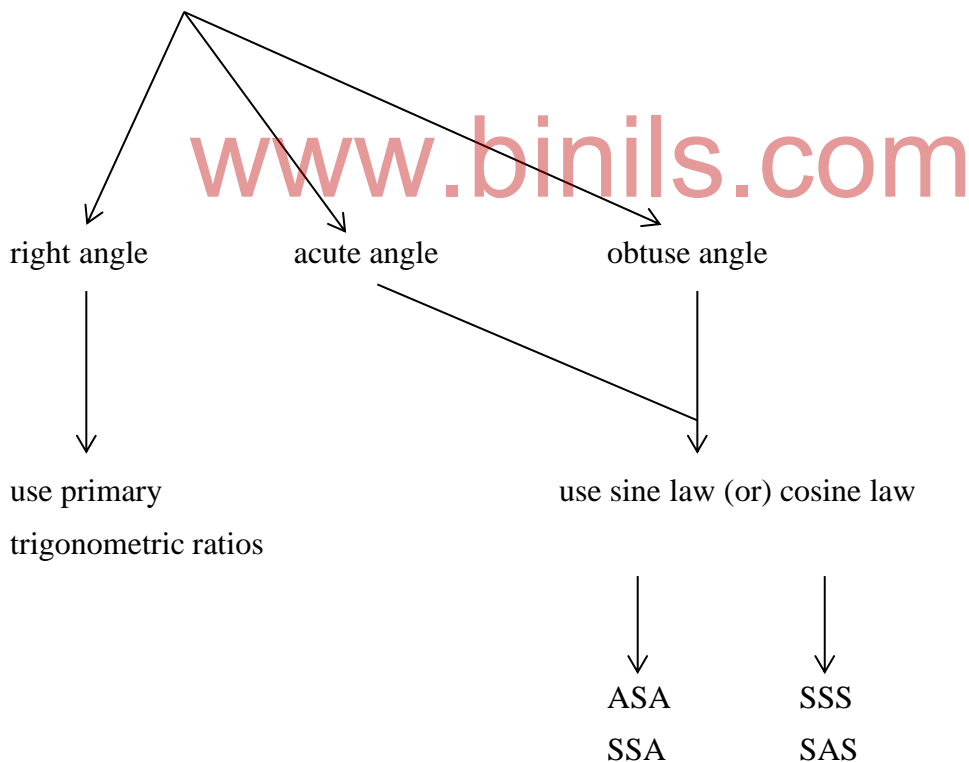 www.binils.com
right angle acute angle obtuse angle
use primary use sine law (or) cosine law
trigonometric ratios
ASA SSS
SSA SAS